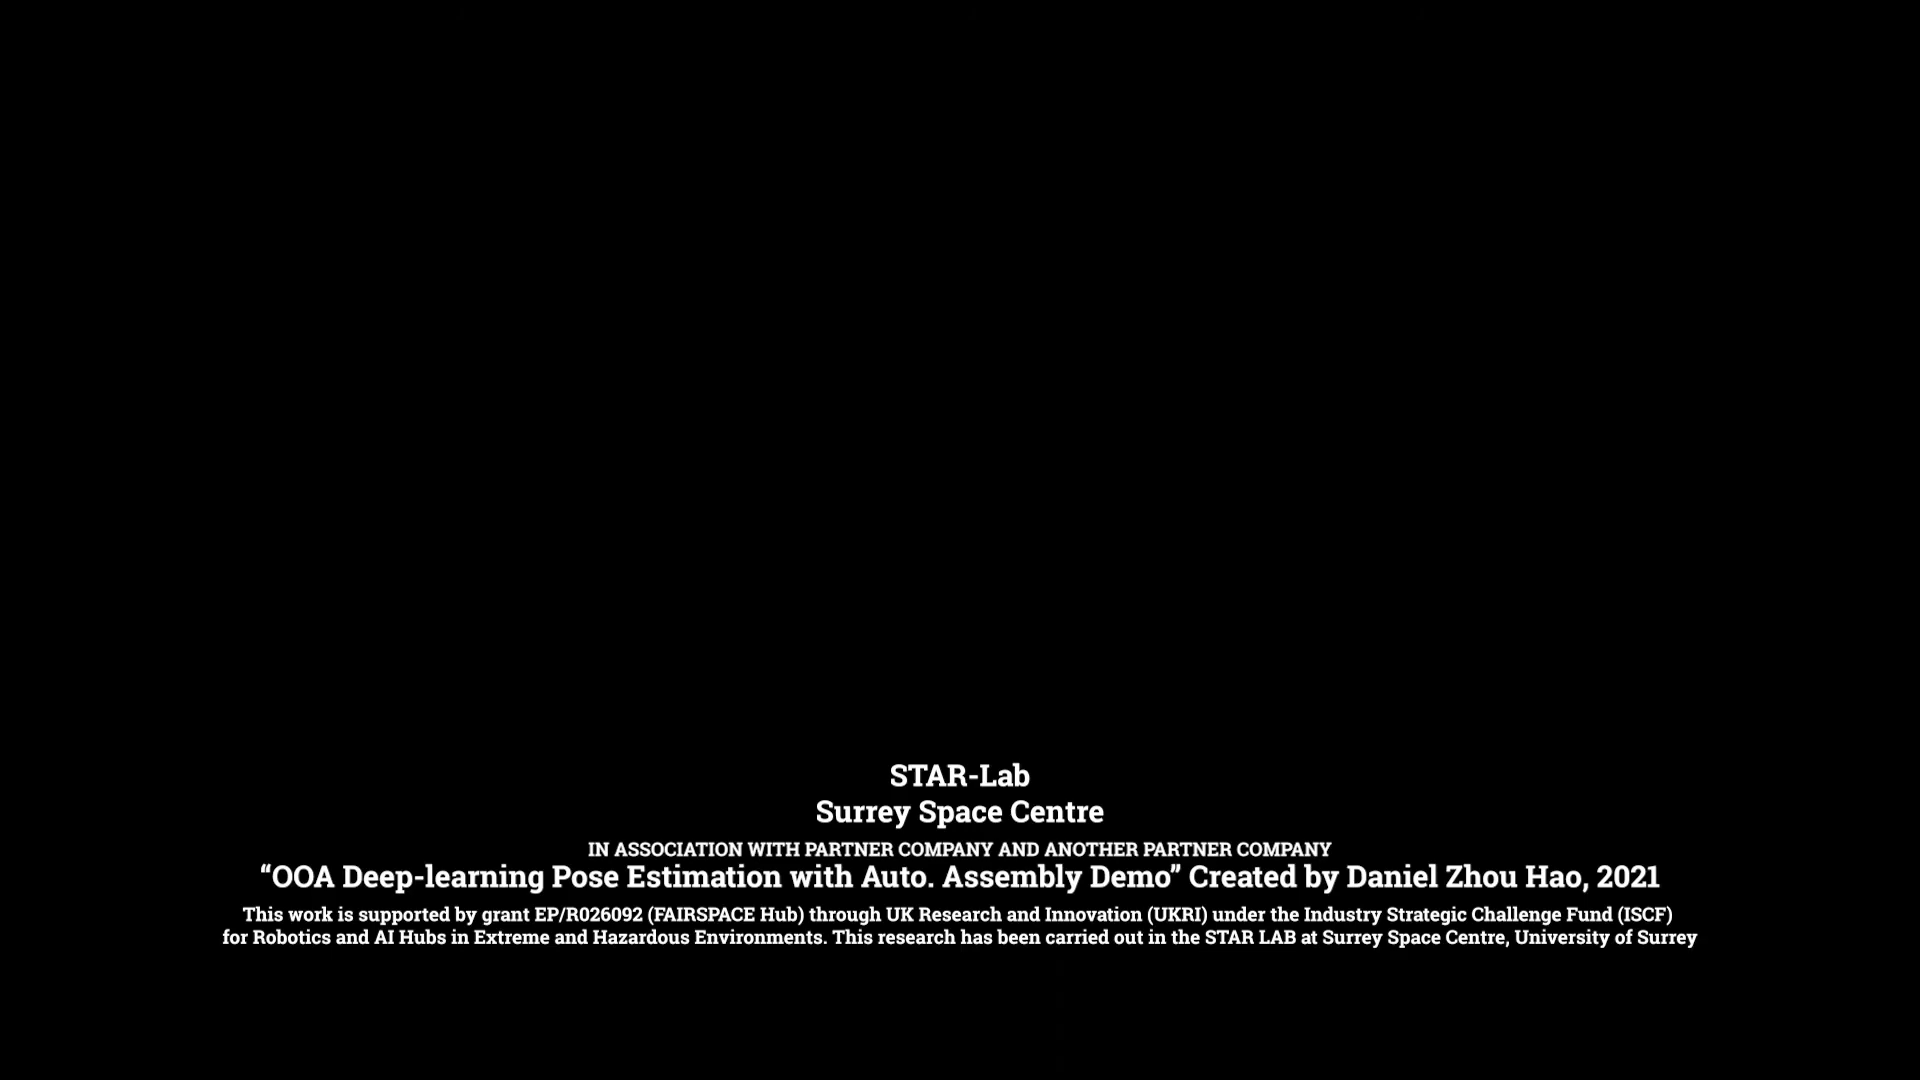 STAR-Lab
Surrey Space Centre
IN ASSOCIATION WITH PARTNER COMPANY AND ANOTHER PARTNER COMPANY
“OOA Deep-learning Pose Estimation with Auto. Assembly Demo” Created by Daniel Zhou Hao, 2021
This work is supported by grant EP/R026092 (FAIRSPACE Hub) through UK Research and Innovation (UKRI) under the Industry Strategic Challenge Fund (ISCF)
for Robotics and AI Hubs in Extreme and Hazardous Environments. This research has been carried out in the STAR LAB at Surrey Space Centre, University of Surrey